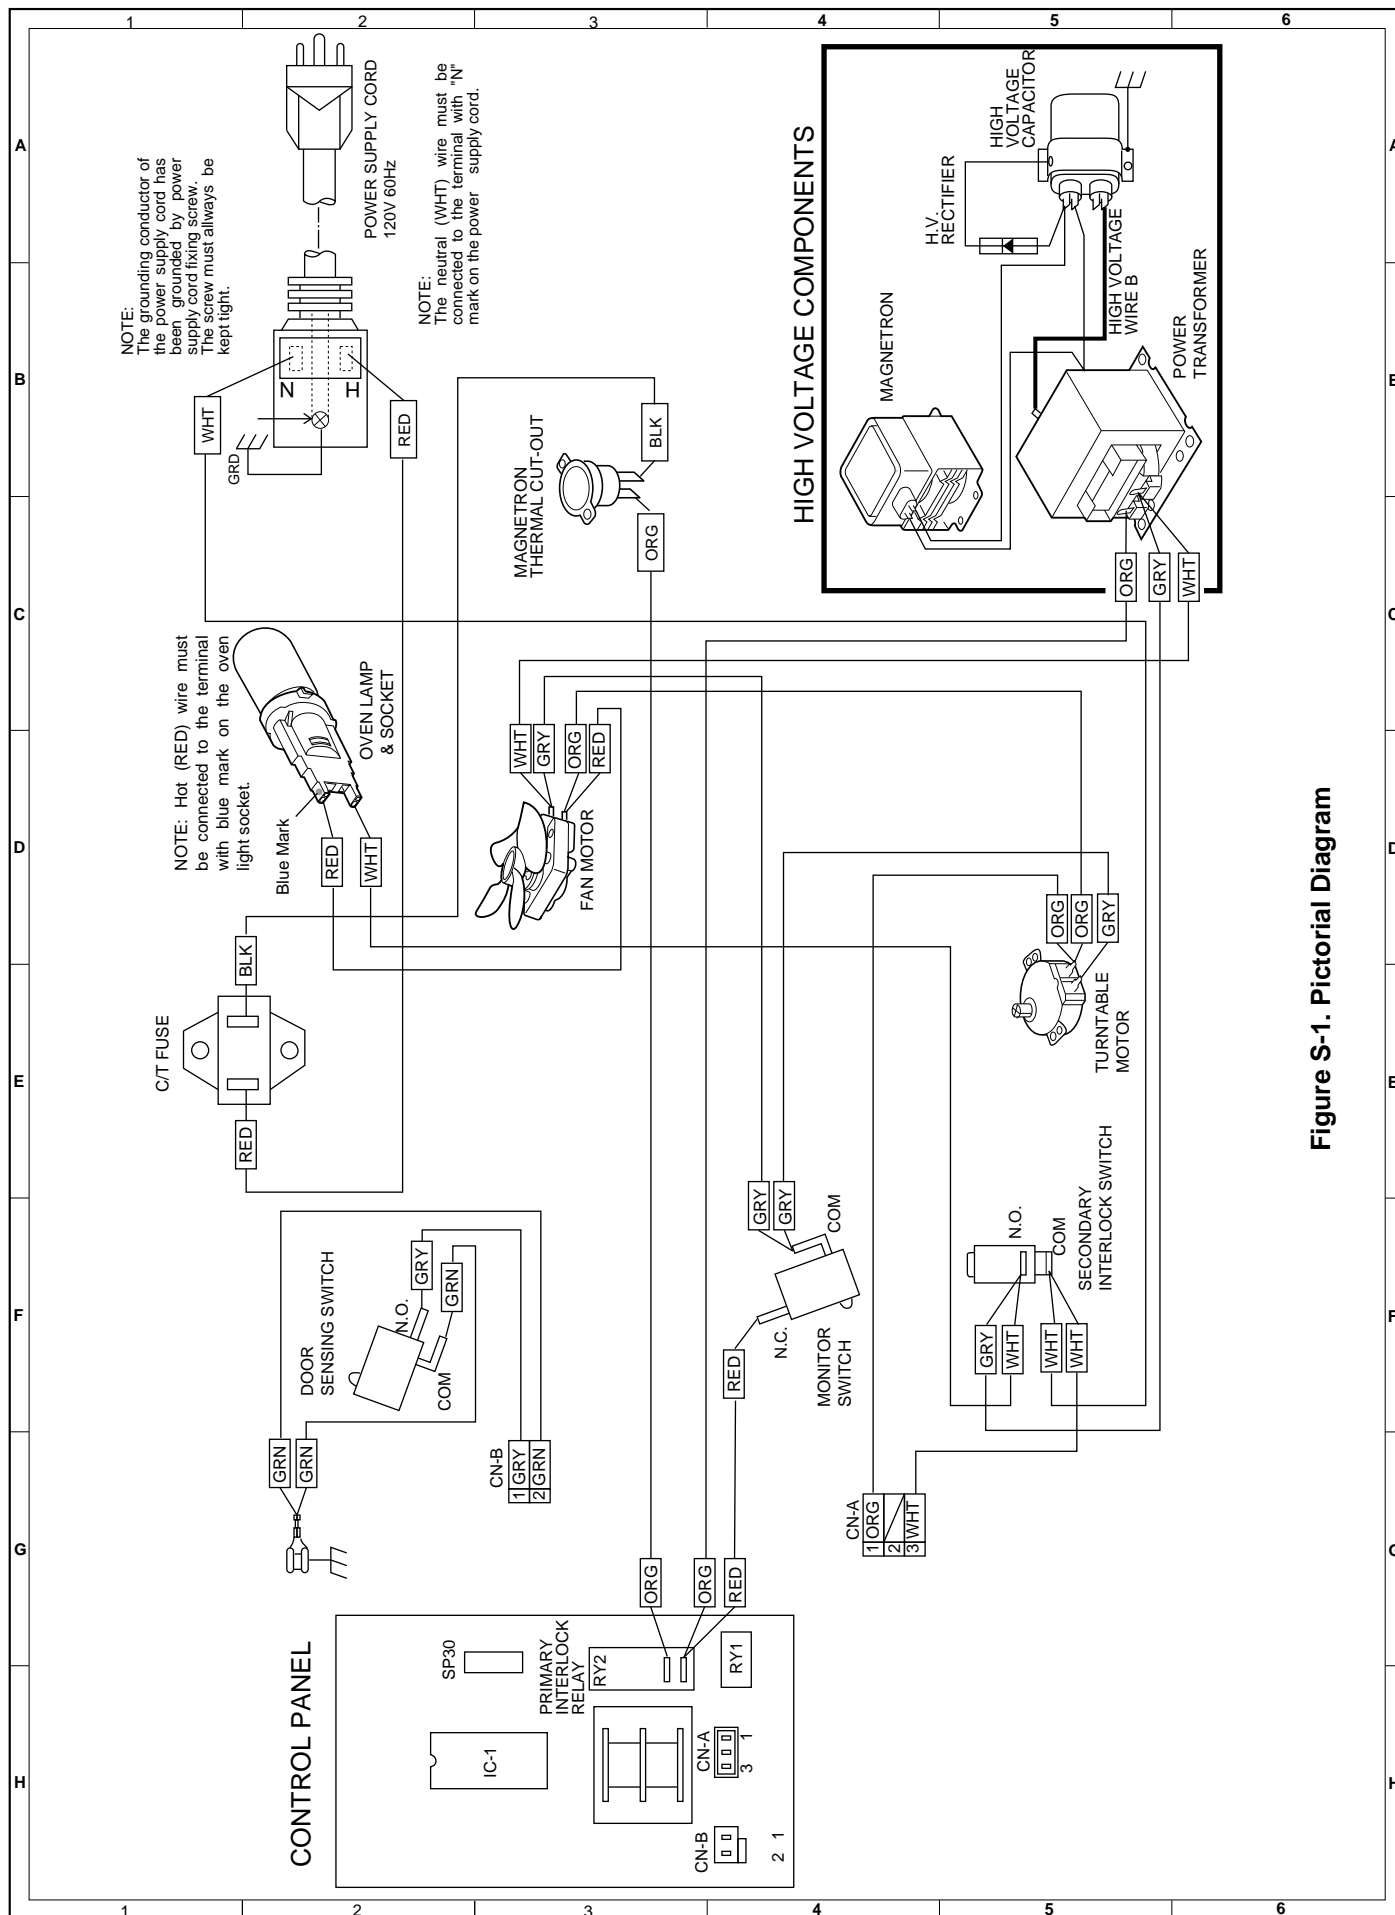 1
2
3
4
5
6
A
B
C
D
E
F
G
H
A
B
C
D
E
F
G
H
NOTE:
The grounding conductor of
the power supply cord has
been grounded by power
supply cord fixing screw.
The screw must allways be
kept tight.
POWER SUPPLY CORD
120V 60Hz
NOTE:
The neutral (WHT) wire must be
connected to the terminal with "N"
mark on the power supply cord.
N
H
WHT
GRD
RED
MAGNETRON
THERMAL CUT-OUT
BLK
ORG
HIGH VOLTAGE COMPONENTS
HIGH
VOLTAGE
CAPACITOR
H.V.
RECTIFIER
MAGNETRON
HIGH VOLTAGE
WIRE B
POWER
TRANSFORMER
ORG
GRY
WHT
NOTE: Hot (RED) wire must
be connected to the terminal
with blue mark on the oven
light socket.
Blue Mark
OVEN LAMP
& SOCKET
RED
WHT
WHT
GRY
ORG
RED
FAN MOTOR
C/T FUSE
BLK
RED
ORG
ORG
GRY
TURNTABLE
MOTOR
DOOR
SENSING SWITCH
N.O.
COM
GRY
GRN
GRN
GRN
CN-B
1 GRY
2 GRN
GRY
GRY
COM
N.C.
RED
MONITOR
SWITCH
N.O.
COM
SECONDARY
INTERLOCK SWITCH
GRY
WHT
WHT
WHT
CN-A
1 ORG
2
3 WHT
ORG
ORG
RED
CONTROL PANEL
SP30
IC-1
PRIMARY
INTERLOCK
RELAY
RY2
RY1
CN-A
3 1
CN-B
2 1
Figure S-1. Pictorial Diagram
1
2
3
4
5
6